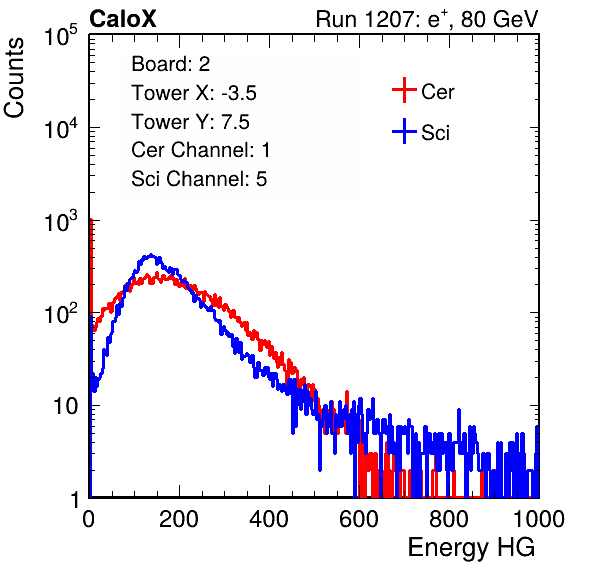 CaloX Run 1207: e⁺, 80 GeV
Counts
Board: 2
Tower X: -3.5
Tower Y: 7.5
Cer Channel: 1
Sci Channel: 5
Cer
Sci
10⁵
10⁴
10³
10²
10
1
0 200 400 600 800 1000
Energy HG